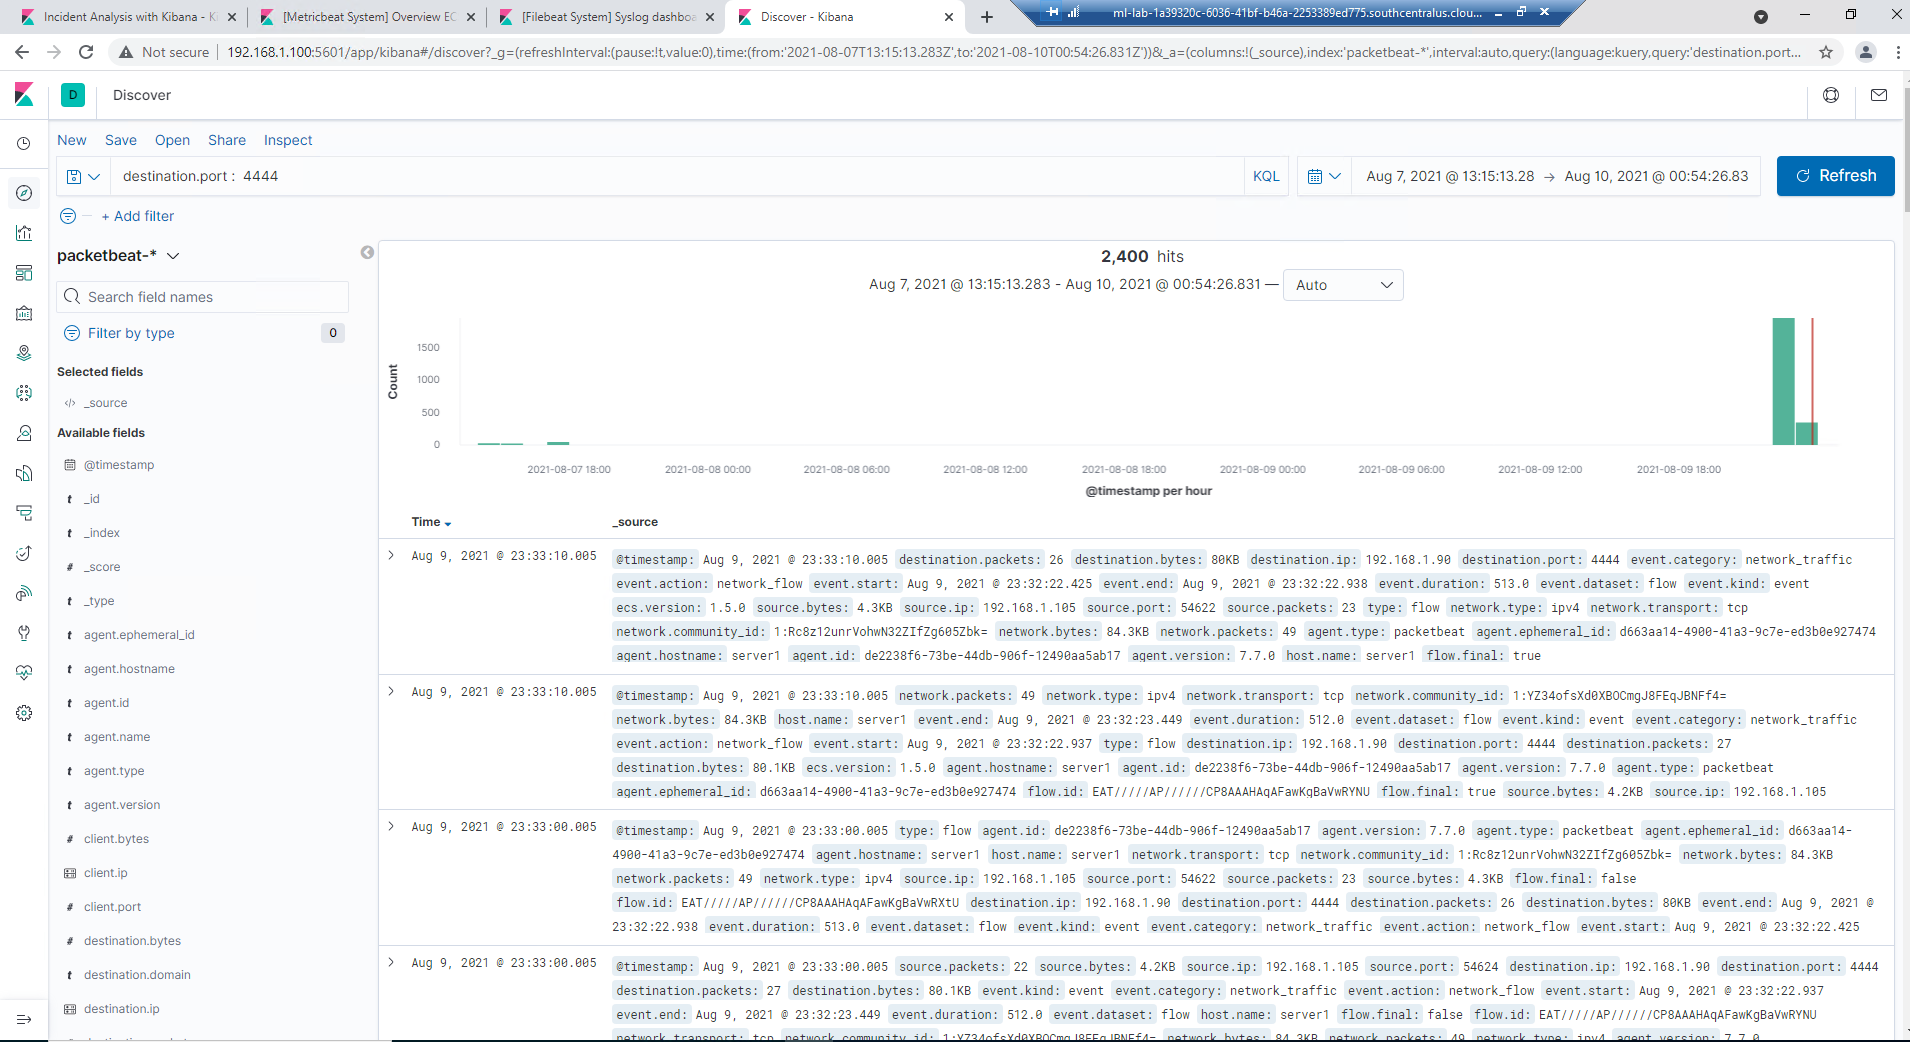 Incident Analysis with Kibana - Ki
[Metricbeat System] Overview EC
[Filebeat System] Syslog dashboa
Discover - Kibana
ml-lab-1a39320c-6036-41bf-b46a-2253389ed775.southcentralus.clou...
Not secure
192.168.1.100:5601/app/kibana#/discover?_g=(refreshInterval:(pause:!t,value:0),time:(from:'2021-08-07T13:15:13.283Z',to:'2021-08-10T00:54:26.831Z'))&_a=(columns:!(_source),index:'packetbeat-*',interval:auto,query:(language:kuery,query:'destination.port...
D
Discover
New Save Open Share Inspect
destination.port : 4444
KQL
Aug 7, 2021 @ 13:15:13.28 → Aug 10, 2021 @ 00:54:26.83
Refresh
+ Add filter
packetbeat-*
Search field names
Filter by type 0
Selected fields
_source
Available fields
@timestamp
t _id
t _index
# _score
t _type
t agent.ephemeral_id
t agent.hostname
t agent.id
t agent.name
t agent.type
t agent.version
# client.bytes
client.ip
# client.port
# destination.bytes
t destination.domain
destination.ip
2,400 hits
Aug 7, 2021 @ 13:15:13.283 - Aug 10, 2021 @ 00:54:26.831 —
Auto
Count
1500
1000
500
0
2021-08-07 18:00 2021-08-08 00:00 2021-08-08 06:00 2021-08-08 12:00 2021-08-08 18:00 2021-08-09 00:00 2021-08-09 06:00 2021-08-09 12:00 2021-08-09 18:00
@timestamp per hour
Time _source
Aug 9, 2021 @ 23:33:10.005
@timestamp: Aug 9, 2021 @ 23:33:10.005 destination.packets: 26 destination.bytes: 80KB destination.ip: 192.168.1.90 destination.port: 4444 event.category: network_traffic
event.action: network_flow event.start: Aug 9, 2021 @ 23:32:22.425 event.end: Aug 9, 2021 @ 23:32:22.938 event.duration: 513.0 event.dataset: flow event.kind: event
ecs.version: 1.5.0 source.bytes: 4.3KB source.ip: 192.168.1.105 source.port: 54622 source.packets: 23 type: flow network.type: ipv4 network.transport: tcp
network.community_id: 1:Rc8z12unrVohwN32ZIfZg605Zbk= network.bytes: 84.3KB network.packets: 49 agent.type: packetbeat agent.ephemeral_id: d663aa14-4900-41a3-9c7e-ed3b0e927474
agent.hostname: server1 agent.id: de2238f6-73be-44db-906f-12490aa5ab17 agent.version: 7.7.0 host.name: server1 flow.final: true
Aug 9, 2021 @ 23:33:10.005
@timestamp: Aug 9, 2021 @ 23:33:10.005 network.packets: 49 network.type: ipv4 network.transport: tcp network.community_id: 1:YZ34ofsXd0XBOCmgJ8FEqJBNFf4=
network.bytes: 84.3KB host.name: server1 event.end: Aug 9, 2021 @ 23:32:23.449 event.duration: 512.0 event.dataset: flow event.kind: event event.category: network_traffic
event.action: network_flow event.start: Aug 9, 2021 @ 23:32:22.937 type: flow destination.ip: 192.168.1.90 destination.port: 4444 destination.packets: 27
destination.bytes: 80.1KB ecs.version: 1.5.0 agent.hostname: server1 agent.id: de2238f6-73be-44db-906f-12490aa5ab17 agent.version: 7.7.0 agent.type: packetbeat
agent.ephemeral_id: d663aa14-4900-41a3-9c7e-ed3b0e927474 flow.id: EAT/////AP//////CP8AAAHAqAFawKgBaVwRYNU flow.final: true source.bytes: 4.2KB source.ip: 192.168.1.105
Aug 9, 2021 @ 23:33:00.005
@timestamp: Aug 9, 2021 @ 23:33:00.005 type: flow agent.id: de2238f6-73be-44db-906f-12490aa5ab17 agent.version: 7.7.0 agent.type: packetbeat agent.ephemeral_id: d663aa14-
4900-41a3-9c7e-ed3b0e927474 agent.hostname: server1 host.name: server1 network.transport: tcp network.community_id: 1:Rc8z12unrVohwN32ZIfZg605Zbk= network.bytes: 84.3KB
network.packets: 49 network.type: ipv4 source.ip: 192.168.1.105 source.port: 54622 source.packets: 23 source.bytes: 4.3KB flow.final: false
flow.id: EAT/////AP//////CP8AAAHAqAFawKgBaVwRXtU destination.ip: 192.168.1.90 destination.port: 4444 destination.packets: 26 destination.bytes: 80KB event.end: Aug 9, 2021 @
23:32:22.938 event.duration: 513.0 event.dataset: flow event.kind: event event.category: network_traffic event.action: network_flow event.start: Aug 9, 2021 @ 23:32:22.425
Aug 9, 2021 @ 23:33:00.005
@timestamp: Aug 9, 2021 @ 23:33:00.005 source.packets: 22 source.bytes: 4.2KB source.ip: 192.168.1.105 source.port: 54624 destination.ip: 192.168.1.90 destination.port: 4444
destination.packets: 27 destination.bytes: 80.1KB event.kind: event event.category: network_traffic event.action: network_flow event.start: Aug 9, 2021 @ 23:32:22.937
event.end: Aug 9, 2021 @ 23:32:23.449 event.duration: 512.0 event.dataset: flow host.name: server1 flow.final: false flow.id: EAT/////AP//////CP8AAAHAqAFawKgBaVwRYNU
network.transport: tcp network.community_id: 1:YZ34ofsXd0XBOCmgJ8FEqJBNFf4= network.bytes: 84.3KB network.packets: 49 network.type: ipv4 agent.version: 7.7.0